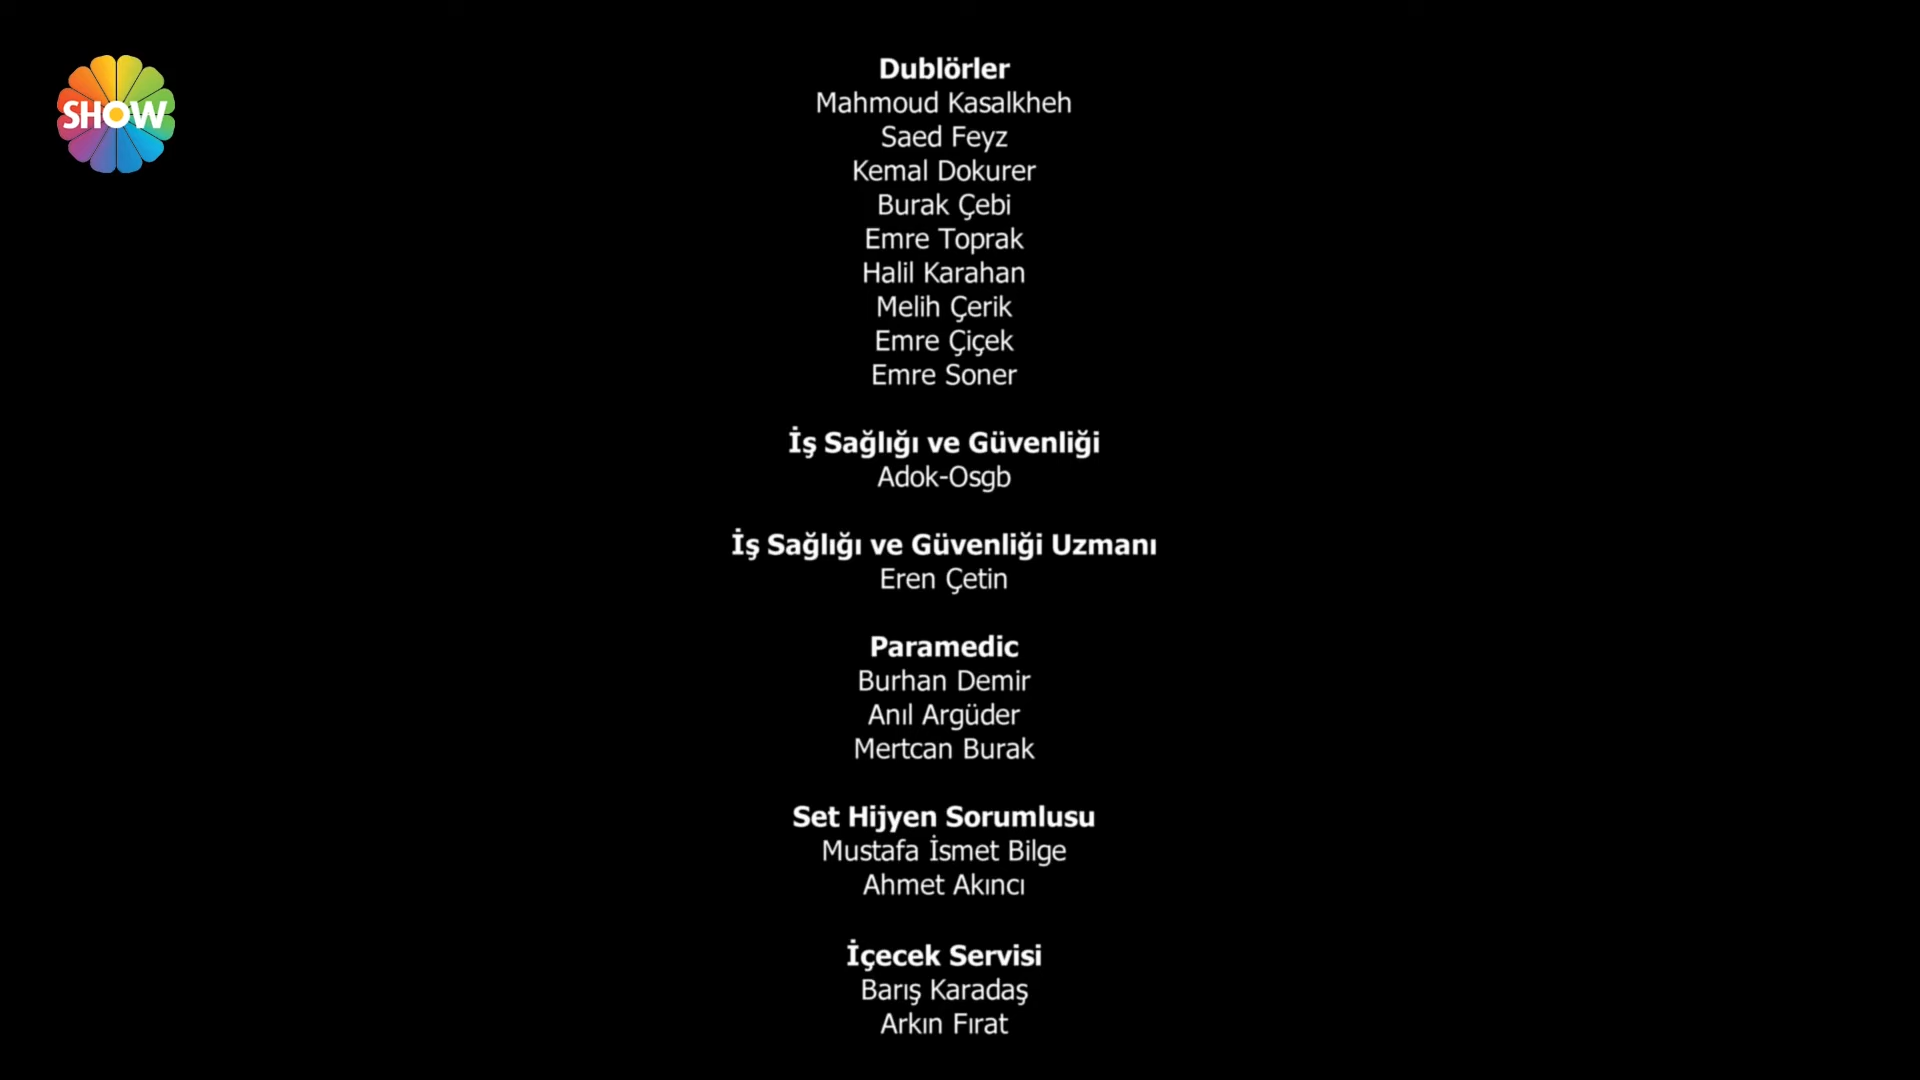 SHOW
Dublörler
Mahmoud Kasalkheh
Saed Feyz
Kemal Dokurer
Burak Çebi
Emre Toprak
Halil Karahan
Melih Çerik
Emre Çiçek
Emre Soner
İş Sağlığı ve Güvenliği
Adok-Osgb
İş Sağlığı ve Güvenliği Uzmanı
Eren Çetin
Paramedic
Burhan Demir
Anıl Argüder
Mertcan Burak
Set Hijyen Sorumlusu
Mustafa İsmet Bilge
Ahmet Akıncı
İçecek Servisi
Barış Karadaş
Arkın Fırat